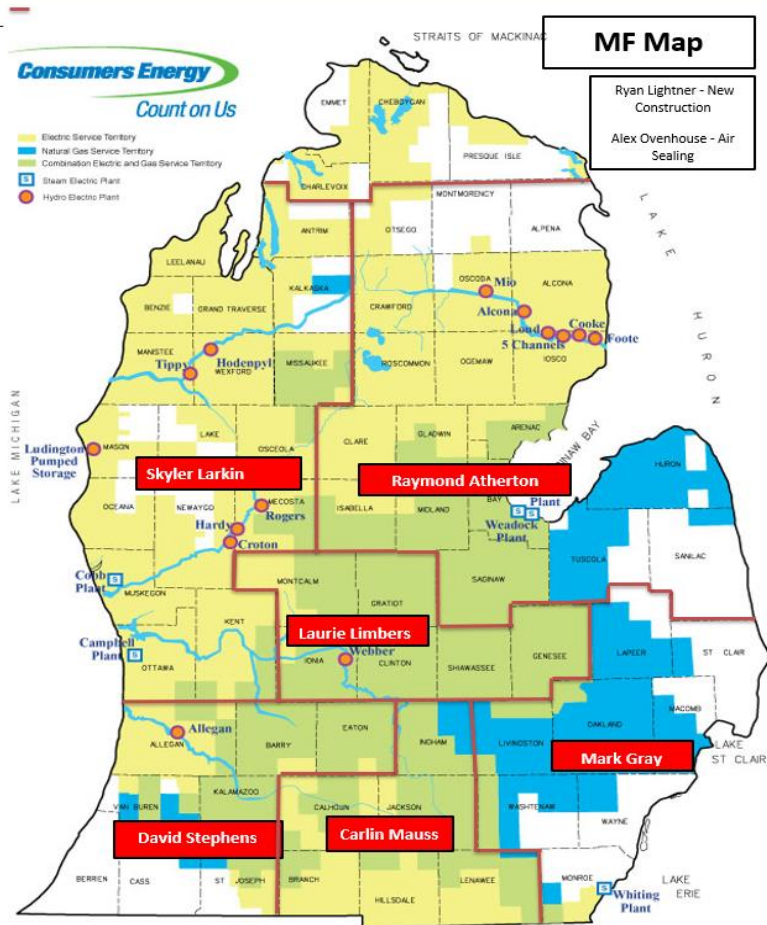 STRAITS OF MACKINAC
MF Map
Consumers Energy
Count on Us
Ryan Lightner - New
Construction
Alex Ovenhouse - Air
Sealing
Electric Service Territory
Natural Gas Service Territory
Combination Electric and Gas Service Territory
S Steam Electric Plant
Hydro Electric Plant
EMMET
CHEBOYGAN
PRESQUE ISLE
CHARLEVOIX
MONTMORENCY
ANTRIM
OTSEGO
ALPENA
LAKE HURON
LEELANAU
KALKASKA
OSCODA
Mio
ALCONA
BENZIE
GRAND TRAVERSE
CRAWFORD
Alcona
Loud
Cooke
5 Channels
Foote
MANISTEE
Hodenpyl
Tippy
WEXFORD
MISSAUKEE
ROSCOMMON
OGEMAW
IOSCO
LAKE MICHIGAN
Ludington
Pumped
Storage
MASON
LAKE
OSCEOLA
CLARE
GLADWIN
ARENAC
HURON
Skyler Larkin
Raymond Atherton
OCEANA
NEWAYGO
MECOSTA
Rogers
ISABELLA
MIDLAND
BAY
Plant
S S
Weadock
Plant
Hardy
Croton
TUSCOLA
SANILAC
Cobb
Plant
S
MUSKEGON
MONTCALM
GRATIOT
SAGINAW
KENT
Laurie Limbers
Campbell
Plant
S
OTTAWA
IONIA
Webber
CLINTON
SHIAWASSEE
GENESEE
LAPEER
ST CLAIR
MACOMB
Allegan
ALLEGAN
BARRY
EATON
INGHAM
LIVINGSTON
OAKLAND
Mark Gray
LAKE
ST CLAIR
VAN BUREN
KALAMAZOO
CALHOUN
JACKSON
WASHTENAW
WAYNE
David Stephens
Carlin Mauss
BERRIEN
CASS
ST JOSEPH
BRANCH
HILLSDALE
LENAWEE
MONROE
S
Whiting
Plant
LAKE
ERIE